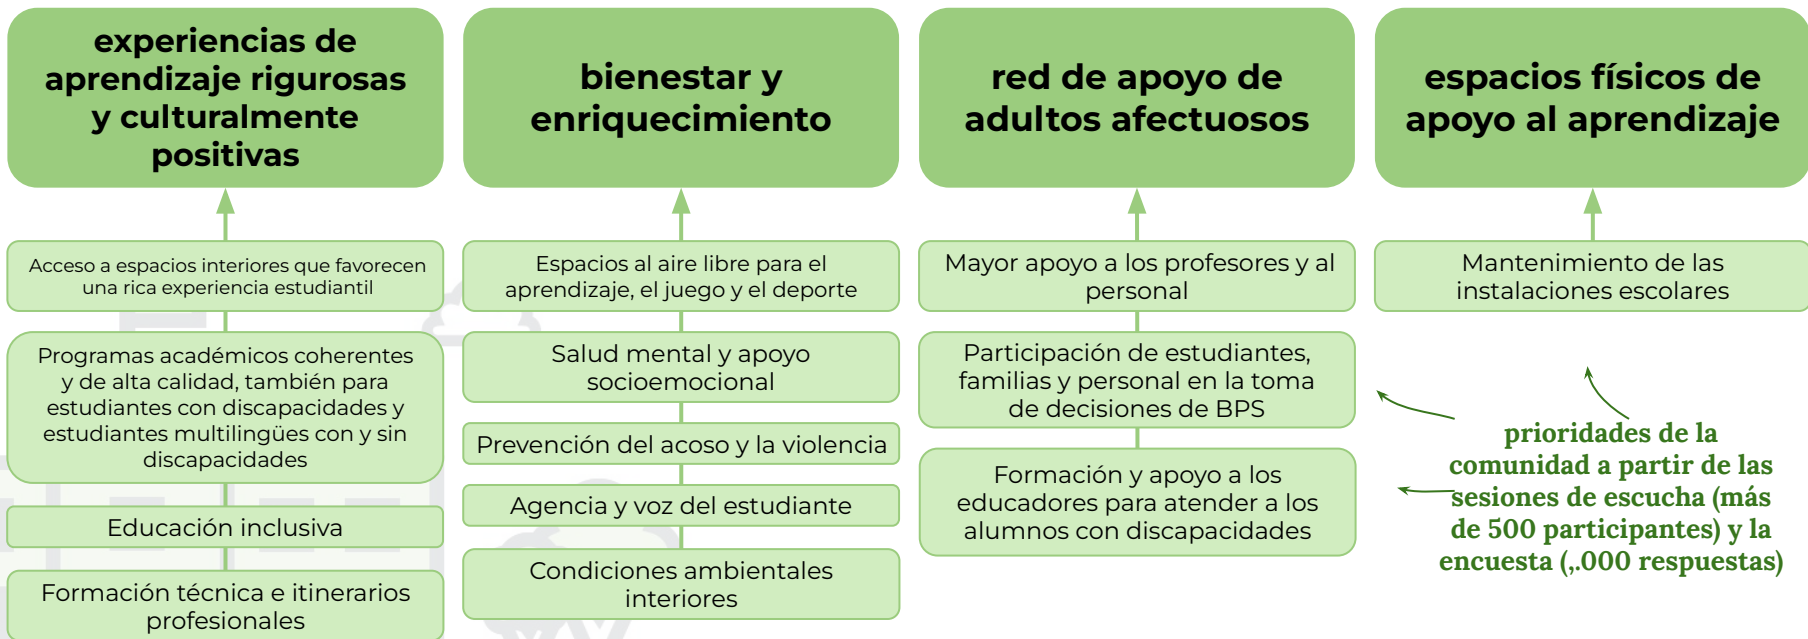 experiencias de
aprendizaje rigurosas
y culturalmente
positivas
Acceso a espacios interiores que favorecen
una rica experiencia estudiantil
Programas académicos coherentes
y de alta calidad, también para
estudiantes con discapacidades y
estudiantes multilingües con y sin
discapacidades
Educación inclusiva
Formación técnica e itinerarios
profesionales
bienestar y
enriquecimiento
Espacios al aire libre para el
aprendizaje, el juego y el deporte
Salud mental y apoyo
socioemocional
Prevención del acoso y la violencia
Agencia y voz del estudiante
Condiciones ambientales
interiores
red de apoyo de
adultos afectuosos
Mayor apoyo a los profesores y al
personal
Participación de estudiantes,
familias y personal en la toma
de decisiones de BPS
Formación y apoyo a los
educadores para atender a los
alumnos con discapacidades
espacios físicos de
apoyo al aprendizaje
Mantenimiento de las
instalaciones escolares
prioridades de la
comunidad a partir de las
sesiones de escucha (más
de 500 participantes) y la
encuesta (,.000 respuestas)